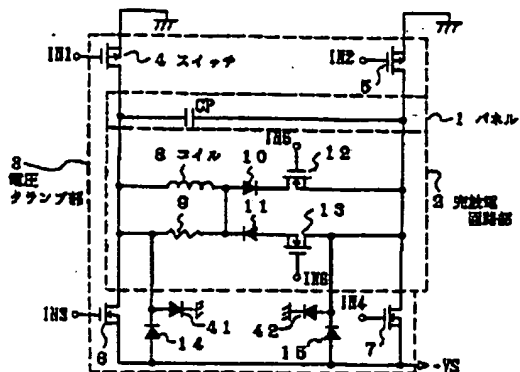 IN1
4 スイッチ
IN2
5
CP
1 パネル
IN5
8 コイル
10
12
3
電圧
クランプ部
9
11
13
2 充放電
回路部
IN6
IN3
6
41
14
42
15
IN4
7
-VS